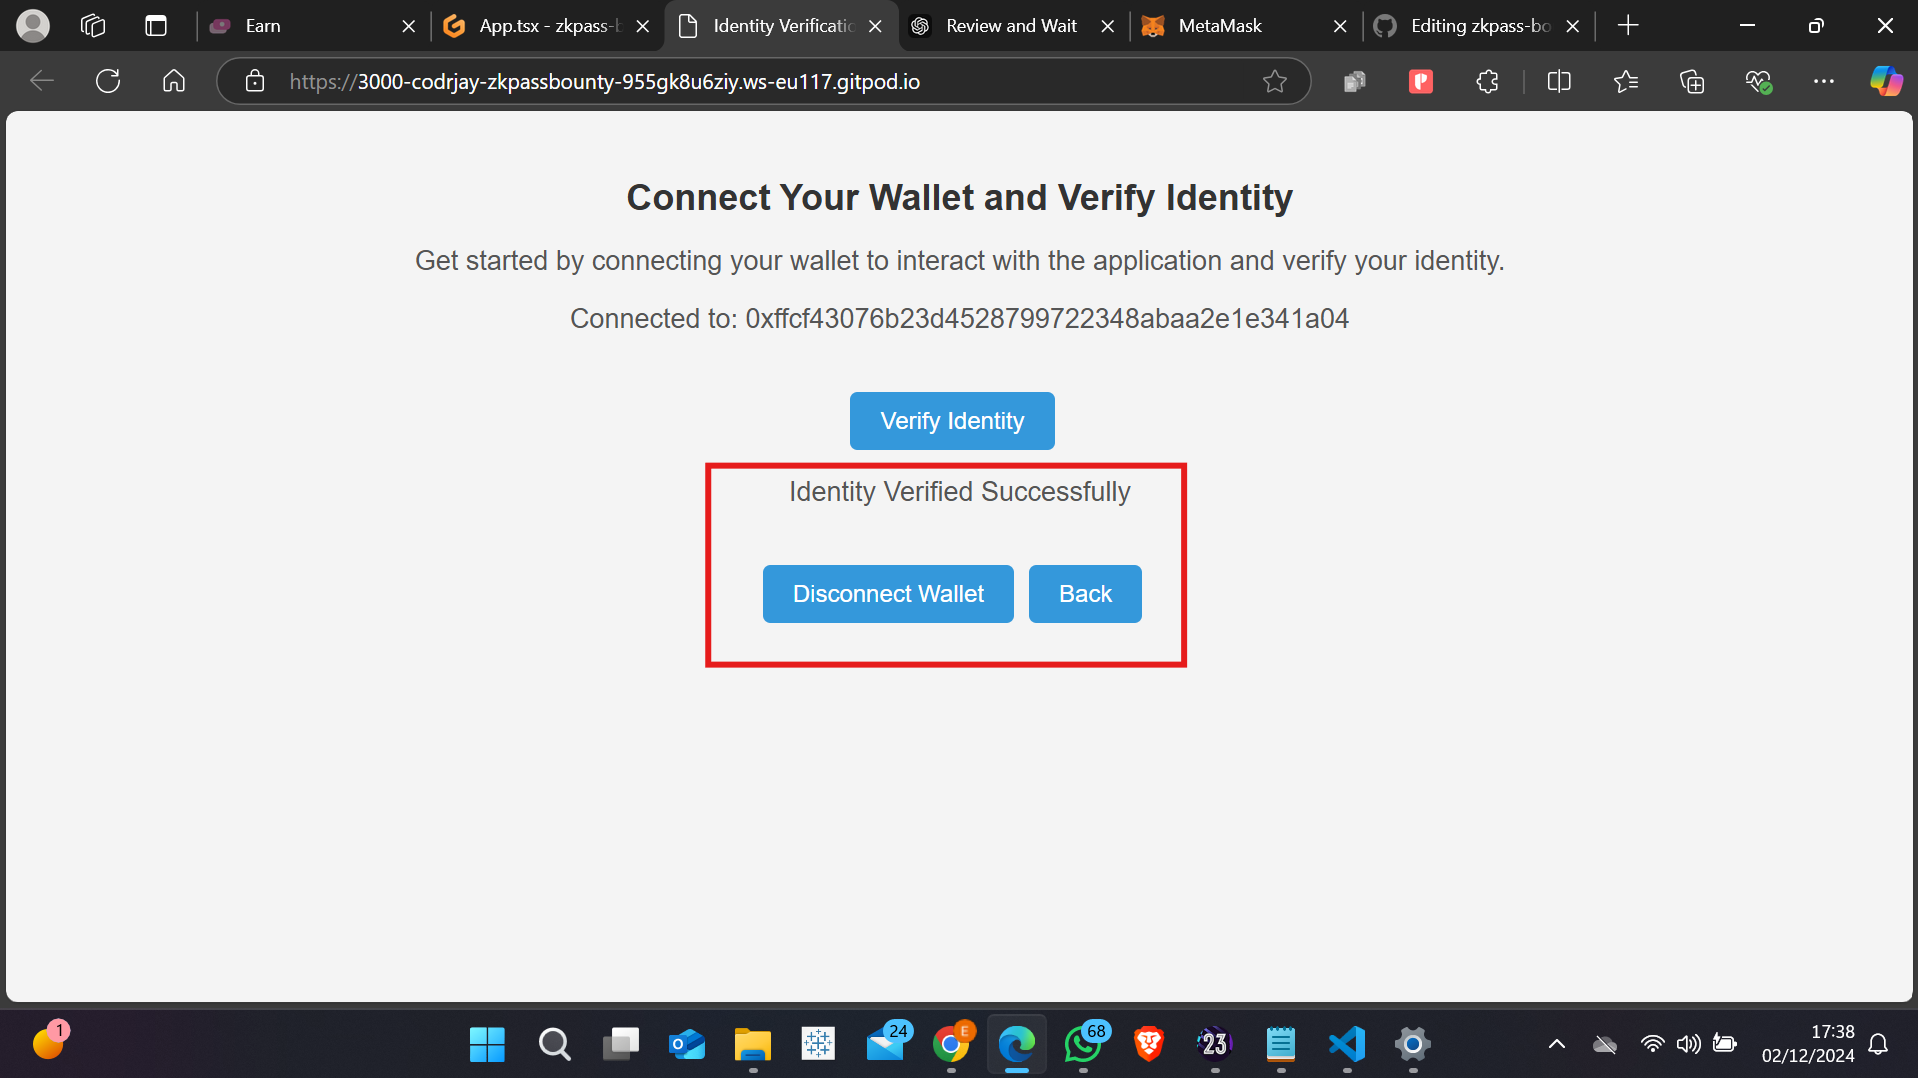 Earn
App.tsx - zkpass-b
Identity Verificatio
Review and Wait
MetaMask
Editing zkpass-bo
https://3000-codrjay-zkpassbounty-955gk8u6ziy.ws-eu117.gitpod.io
Connect Your Wallet and Verify Identity
Get started by connecting your wallet to interact with the application and verify your identity.
Connected to: 0xffcf43076b23d4528799722348abaa2e1e341a04
Verify Identity
Identity Verified Successfully
Disconnect Wallet
Back
1
24
E
68
23
17:38
02/12/2024